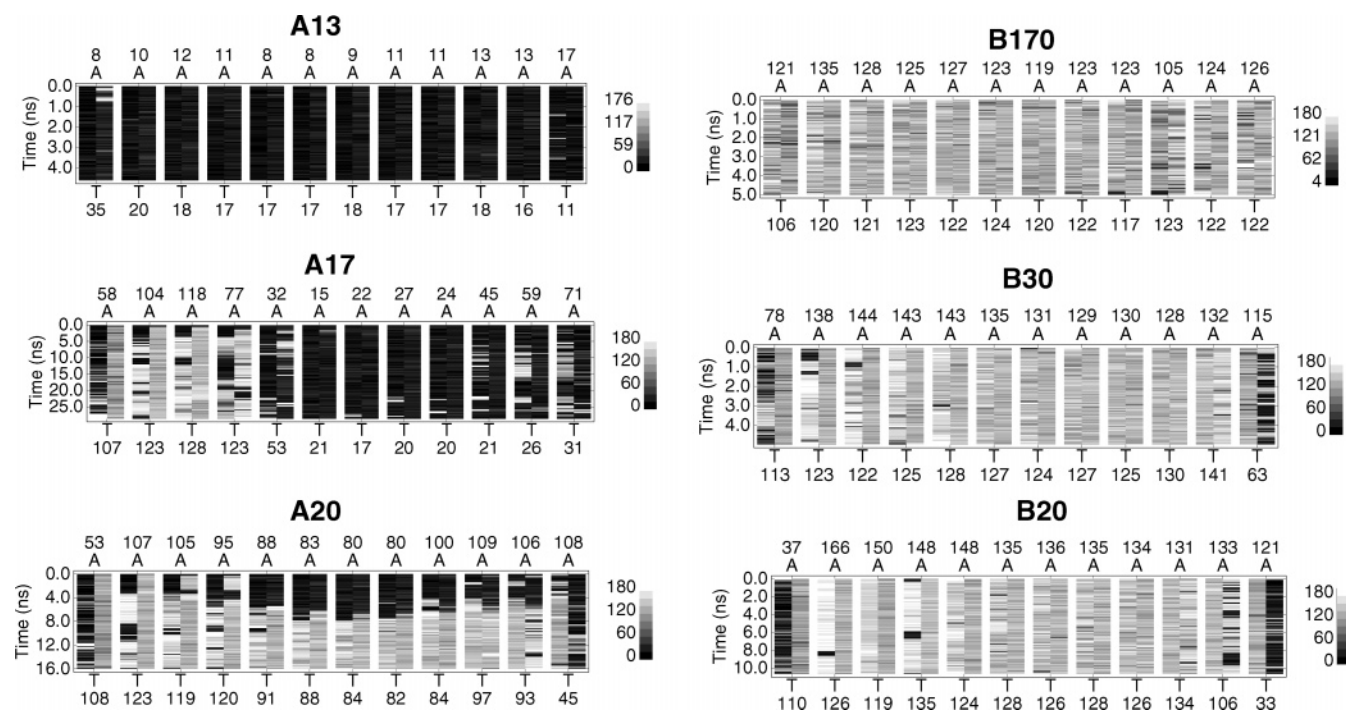 A13
8 10 12 11 8 8 9 11 11 13 13 17
A A A A A A A A A A A A
0.0
1.0
2.0
3.0
4.0
Time (ns)
176
117
59
0
T T T T T T T T T T T T
35 20 18 17 17 17 18 17 17 18 16 11
B170
121 135 128 125 127 123 119 123 123 105 124 126
A A A A A A A A A A A A
0.0
1.0
2.0
3.0
4.0
5.0
Time (ns)
180
121
62
4
T T T T T T T T T T T T
106 120 121 123 122 124 120 122 117 123 122 122
A17
58 104 118 77 32 15 22 27 24 45 59 71
A A A A A A A A A A A A
0.0
5.0
10.0
15.0
20.0
25.0
Time (ns)
180
120
60
0
T T T T T T T T T T T T
107 123 128 123 53 21 17 20 20 21 26 31
B30
78 138 144 143 143 135 131 129 130 128 132 115
A A A A A A A A A A A A
0.0
1.0
2.0
3.0
4.0
Time (ns)
180
120
60
0
T T T T T T T T T T T T
113 123 122 125 128 127 124 127 125 130 141 63
A20
53 107 105 95 88 83 80 80 100 109 106 108
A A A A A A A A A A A A
0.0
4.0
8.0
12.0
16.0
Time (ns)
180
120
60
0
T T T T T T T T T T T T
108 123 119 120 91 88 84 82 84 97 93 45
B20
37 166 150 148 148 135 136 135 134 131 133 121
A A A A A A A A A A A A
0.0
2.0
4.0
6.0
8.0
10.0
Time (ns)
180
120
60
0
T T T T T T T T T T T T
110 126 119 135 124 128 126 128 126 134 106 33